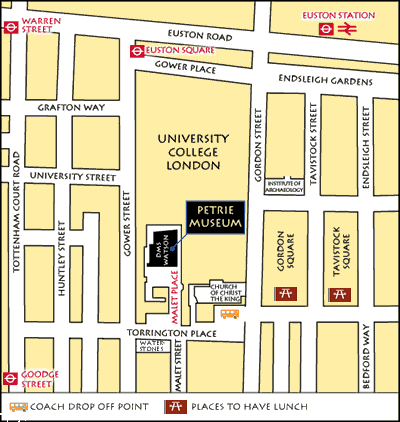 WARREN
STREET
EUSTON STATION
EUSTON ROAD
EUSTON SQUARE
GOWER PLACE
ENDSLEIGH GARDENS
GRAFTON WAY
UNIVERSITY
COLLEGE
LONDON
GORDON STREET
TAVISTOCK STREET
ENDSLEIGH STREET
UNIVERSITY STREET
INSTITUTE OF
ARCHAEOLOGY
TOTTENHAM COURT ROAD
HUNTLEY STREET
GOWER STREET
PETRIE
MUSEUM
DMS
WATSON
GORDON
SQUARE
TAVISTOCK
SQUARE
MALET PLACE
CHURCH
OF CHRIST
THE KING
TORRINGTON PLACE
WATER-
STONES
MALET STREET
BEDFORD WAY
GOODGE
STREET
COACH DROP OFF POINT
PLACES TO HAVE LUNCH